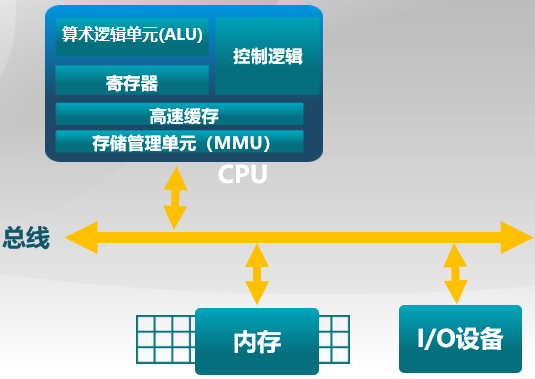 算术逻辑单元(ALU)
控制逻辑
寄存器
高速缓存
存储管理单元（MMU）
CPU
总线
内存
I/O设备